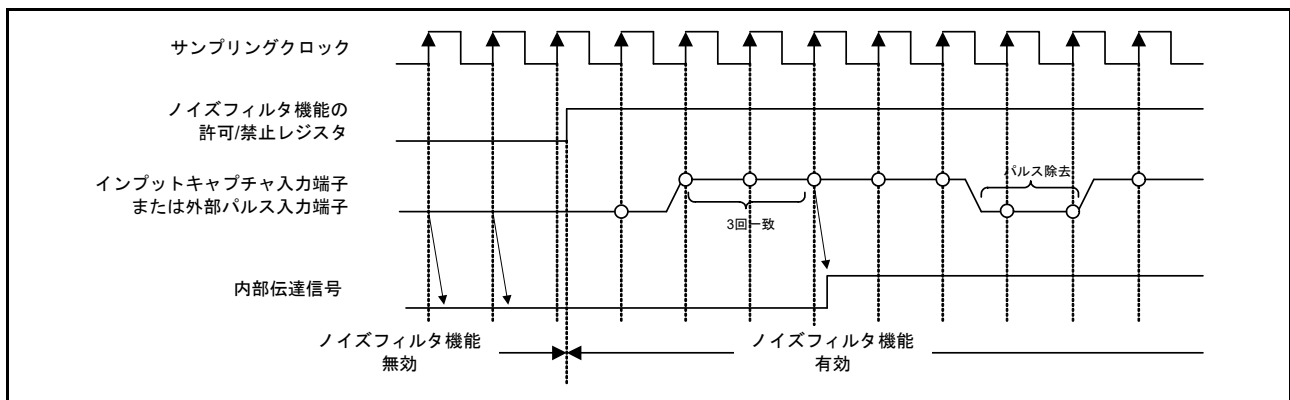 サンプリングクロック
ノイズフィルタ機能の
許可/禁止レジスタ
インプットキャプチャ入力端子
または外部パルス入力端子
パルス除去
3回一致
内部伝達信号
ノイズフィルタ機能
無効
ノイズフィルタ機能
有効